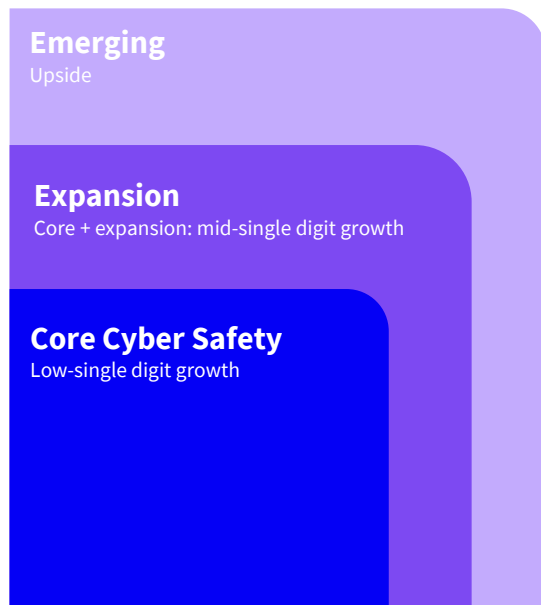 Emerging
Upside
Expansion
Core + expansion: mid-single digit growth
Core Cyber Safety
Low-single digit growth